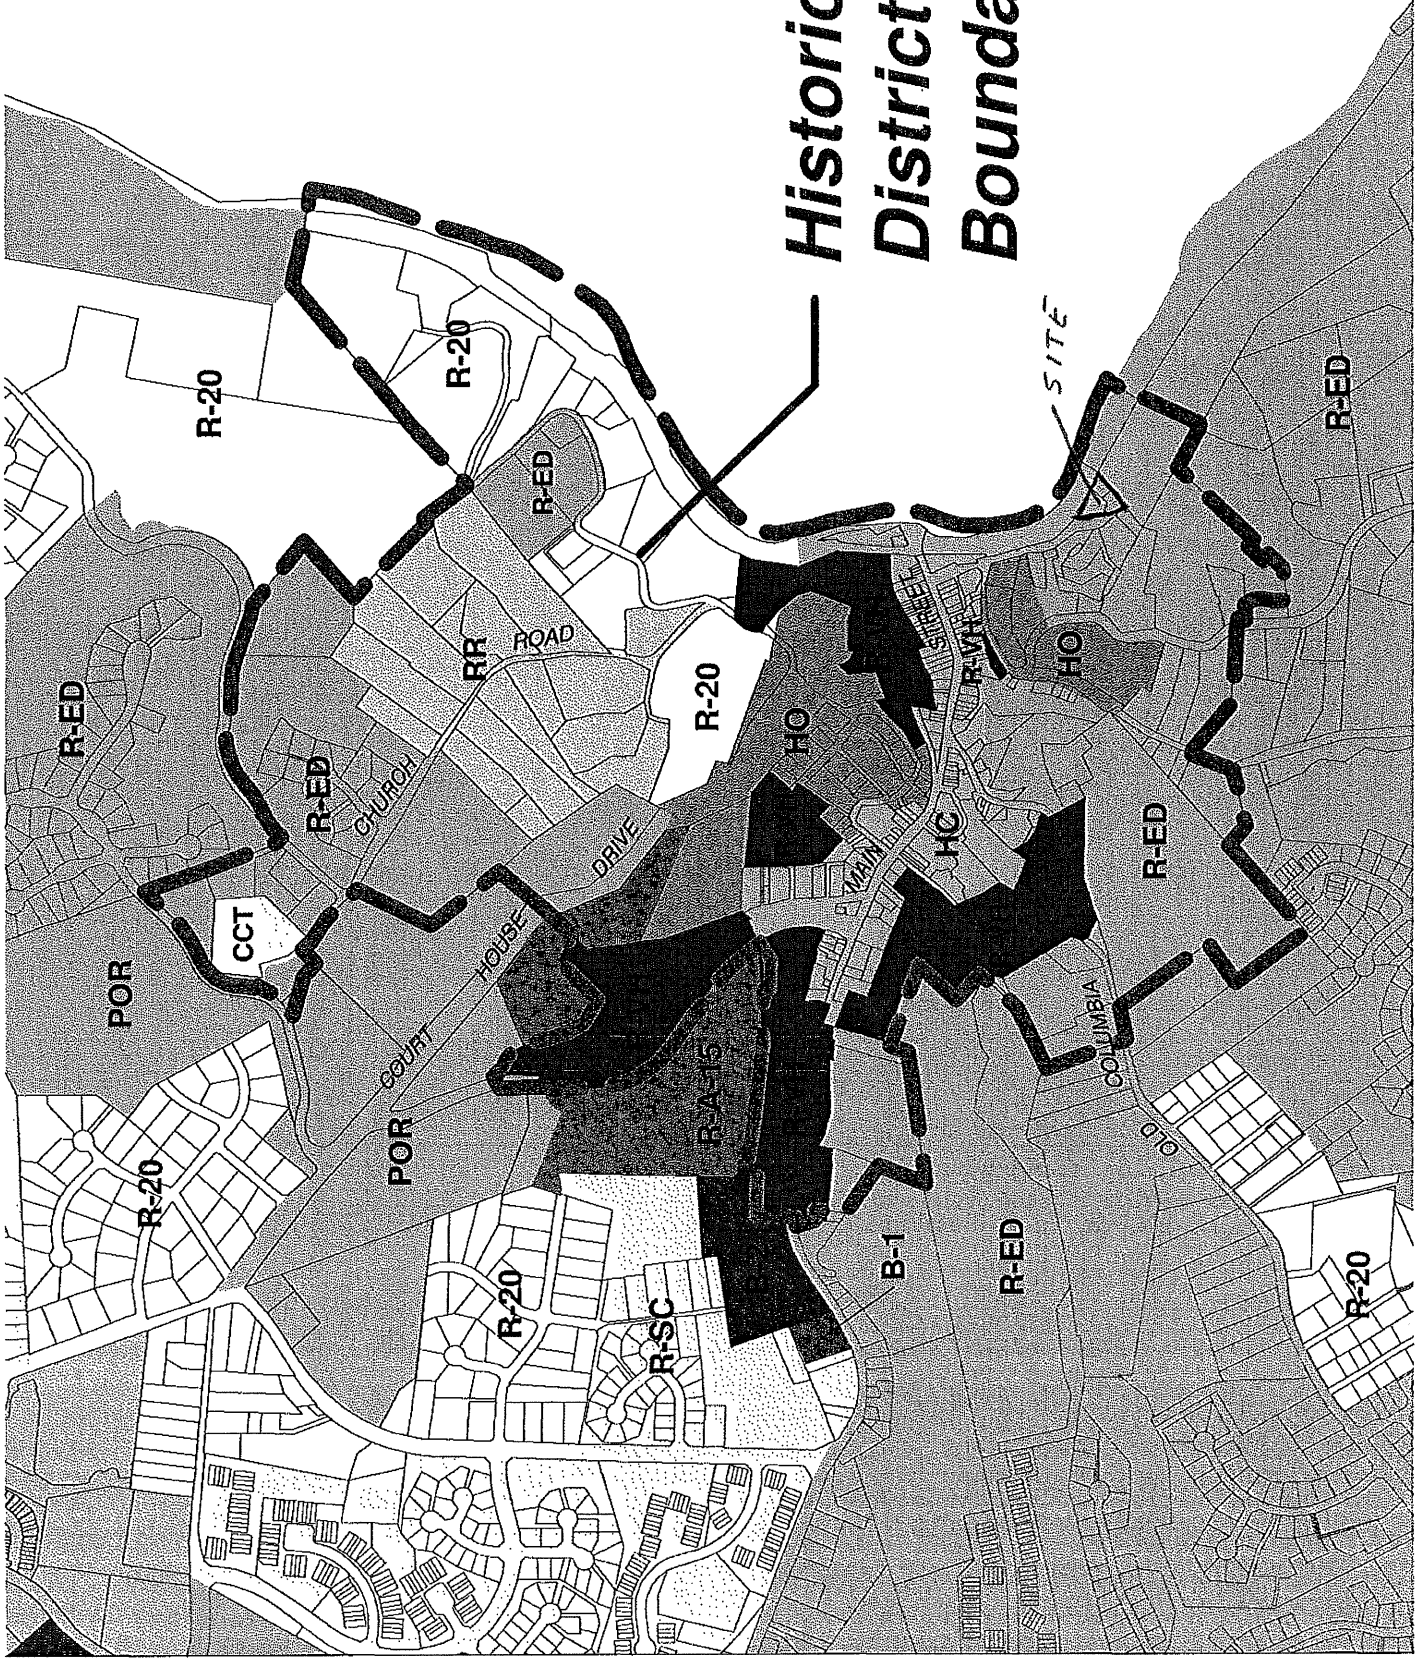 Historic
District
Bounda
SITE
R-20
R-20
R-ED
R-ED
R-ED
RR
ROAD
CHURCH
R-20
HO
STREET
R-VH
HO
R-ED
CCT
POR
DRIVE
HOUSE
COURT
MAIN
HC
R-ED
POR
R-20
R-A-15
COLUMBIA
OLD
R-20
R-SC
B-1
R-ED
R-20